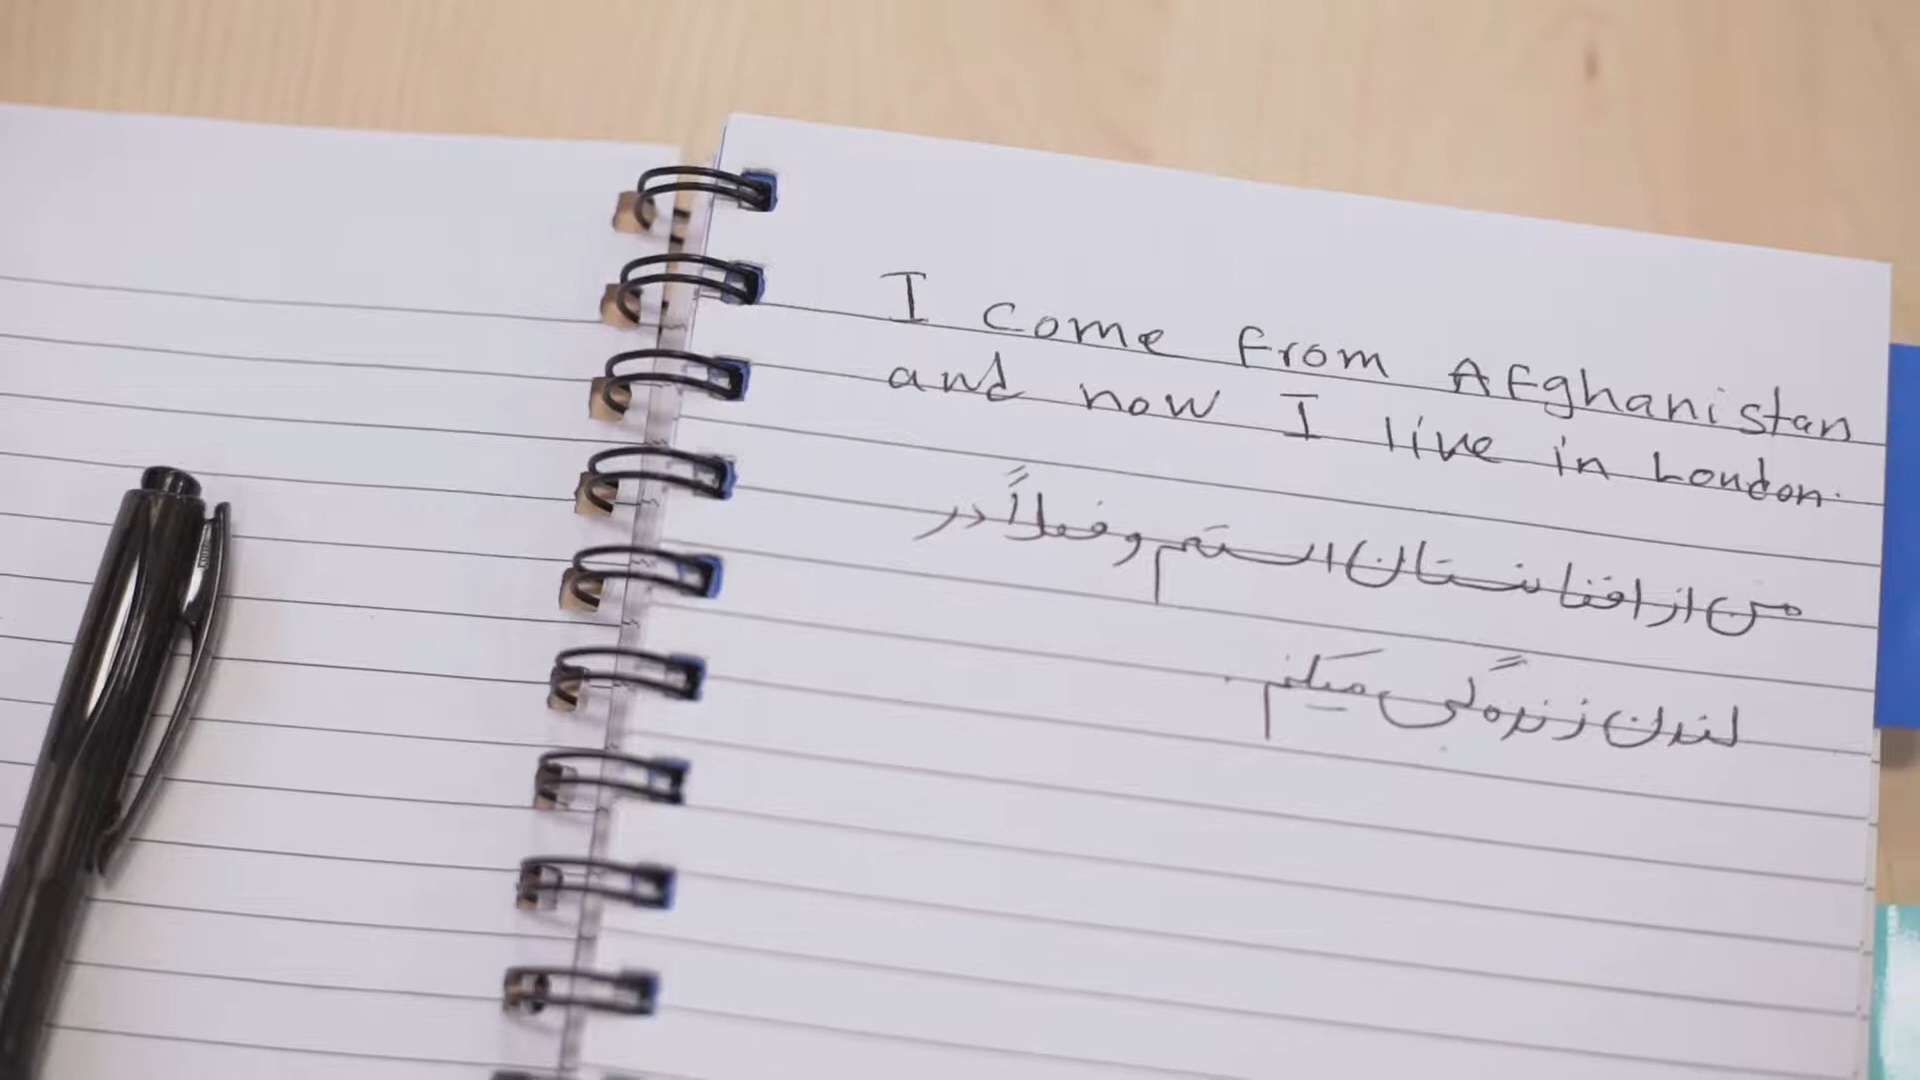 I come from Afghanistan
and now I live in London.
من از افغانستان استم و فعلاً در
لندن زندگی میکنم .